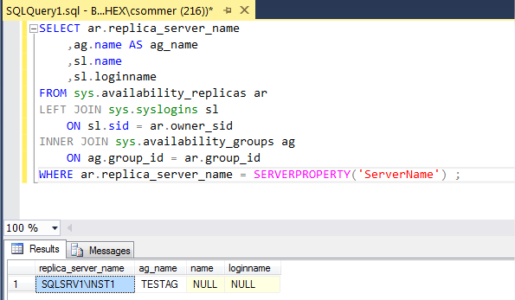 SQLQuery1.sql - B...HEX\csommer (216))*
SELECT ar.replica_server_name
,ag.name AS ag_name
,sl.name
,sl.loginname
FROM sys.availability_replicas ar
LEFT JOIN sys.syslogins sl
ON sl.sid = ar.owner_sid
INNER JOIN sys.availability_groups ag
ON ag.group_id = ar.group_id
WHERE ar.replica_server_name = SERVERPROPERTY('ServerName') ;
100 %
Results Messages
replica_server_name ag_name name loginname
1 SQLSRV1\INST1 TESTAG NULL NULL